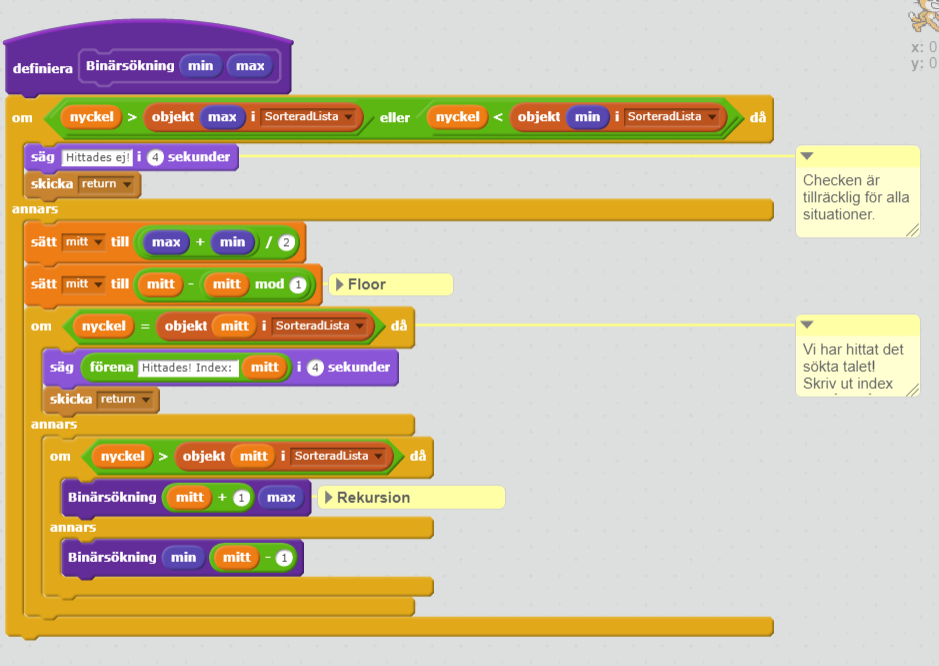 x: 0
y: 0
definiera Binärsökning min max
om nyckel > objekt max i SorteradLista eller nyckel < objekt min i SorteradLista då
säg Hittades ej! i 4 sekunder
skicka return
Checken är
tillräcklig för alla
situationer.
annars
sätt mitt till max + min / 2
sätt mitt till mitt - mitt mod 1
Floor
om nyckel = objekt mitt i SorteradLista då
Vi har hittat det
sökta talet!
Skriv ut index
säg förena Hittades! Index: mitt i 4 sekunder
skicka return
annars
om nyckel > objekt mitt i SorteradLista då
Binärsökning mitt + 1 max
Rekursion
annars
Binärsökning min mitt - 1